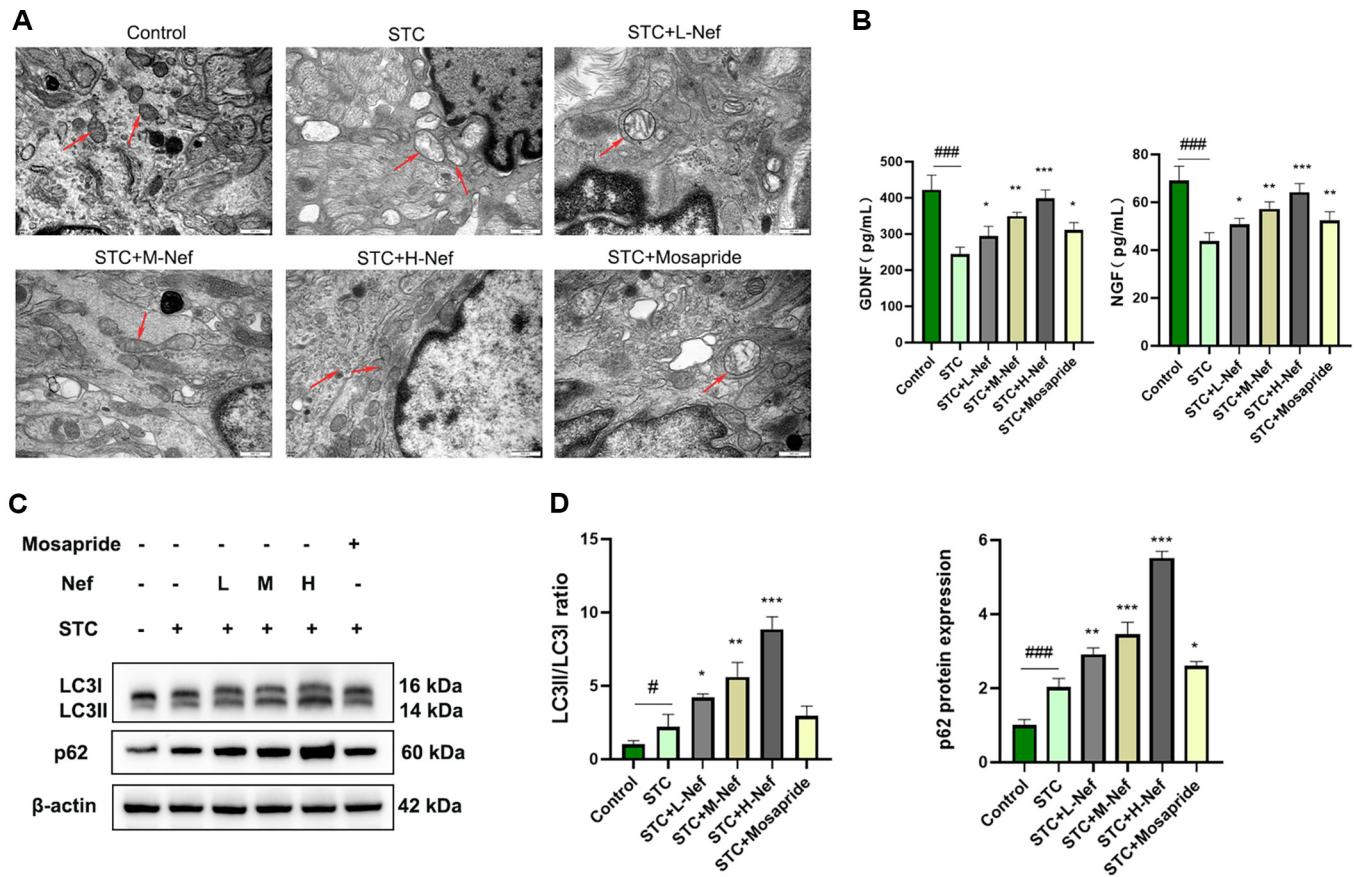 A
Control
STC
STC+L-Nef
STC+M-Nef
STC+H-Nef
STC+Mosapride
B
GDNF( pg/mL)
500
400
300
200
100
0
###
*
**
***
*
Control
STC
STC+L-Nef
STC+M-Nef
STC+H-Nef
STC+Mosapride
NGF( pg/mL)
80
60
40
20
0
###
*
**
***
**
Control
STC
STC+L-Nef
STC+M-Nef
STC+H-Nef
STC+Mosapride
C
Mosapride - - - - - +
Nef - - L M H -
STC - + + + + +
LC3I 16 kDa
LC3II 14 kDa
p62 60 kDa
β-actin 42 kDa
D
LC3II/LC3I ratio
15
10
5
0
#
*
**
***
Control
STC
STC+L-Nef
STC+M-Nef
STC+H-Nef
STC+Mosapride
p62 protein expression
6
4
2
0
###
**
***
***
*
Control
STC
STC+L-Nef
STC+M-Nef
STC+H-Nef
STC+Mosapride